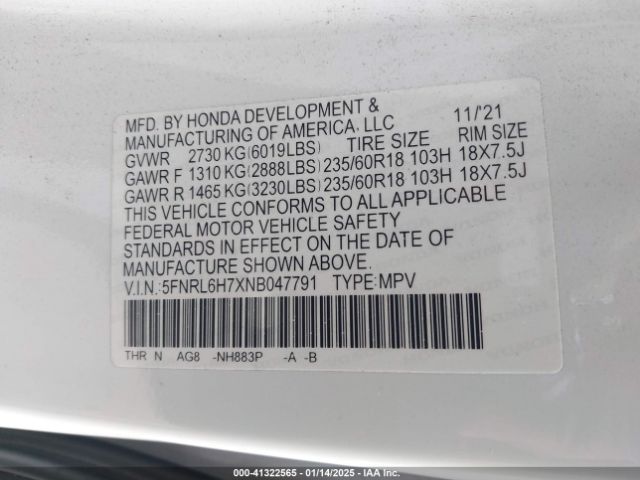 MFD. BY HONDA DEVELOPMENT & 11/'21
MANUFACTURING OF AMERICA, LLC
GVWR 2730 KG(6019LBS) TIRE SIZE RIM SIZE
GAWR F 1310 KG(2888LBS) 235/60R18 103H 18X7.5J
GAWR R 1465 KG(3230LBS) 235/60R18 103H 18X7.5J
THIS VEHICLE CONFORMS TO ALL APPLICABLE
FEDERAL MOTOR VEHICLE SAFETY
STANDARDS IN EFFECT ON THE DATE OF
MANUFACTURE SHOWN ABOVE.
V.I.N.:5FNRL6H7XNB047791 TYPE:MPV
THR N AG8 -NH883P -A -B
000-41322565 - 01/14/2025 - IAA Inc.